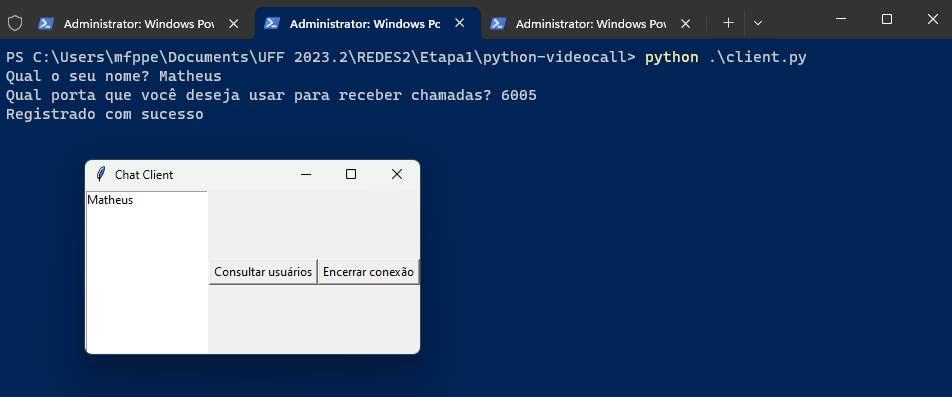 Administrator: Windows Pow
Administrator: Windows Pc
Administrator: Windows Pov
PS C:\Users\mfppe\Documents\UFF 2023.2\REDES2\Etapa1\python-videocall> python .\client.py
Qual o seu nome? Matheus
Qual porta que você deseja usar para receber chamadas? 6005
Registrado com sucesso
Chat Client
Matheus
Consultar usuários
Encerrar conexão